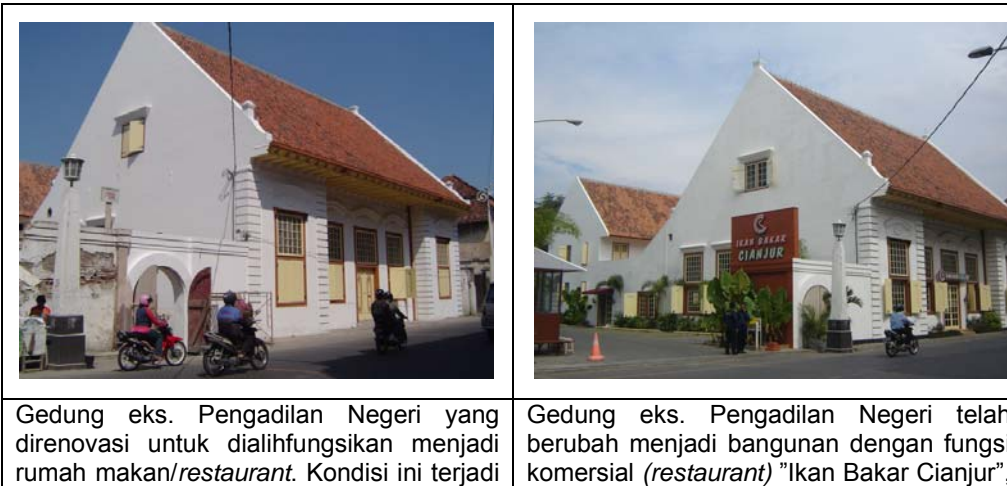 IKAN BAKAR
CIANJUR
Gedung eks. Pengadilan Negeri yang
direnovasi untuk dialihfungsikan menjadi
rumah makan/restaurant. Kondisi ini terjadi
Gedung eks. Pengadilan Negeri telah
berubah menjadi bangunan dengan fungs
komersial (restaurant) ”Ikan Bakar Cianjur”